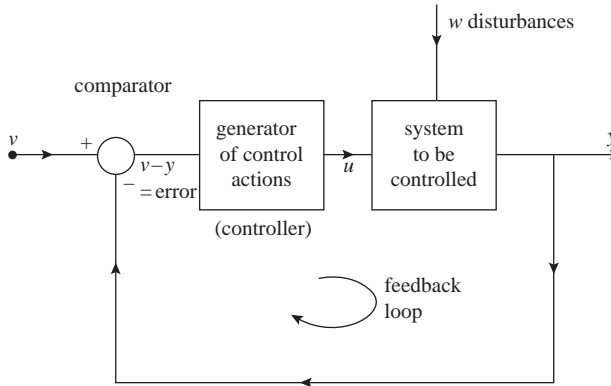 w disturbances
comparator
v
+
v–y
– = error
generator
of control
actions
(controller)
u
system
to be
controlled
y
feedback
loop